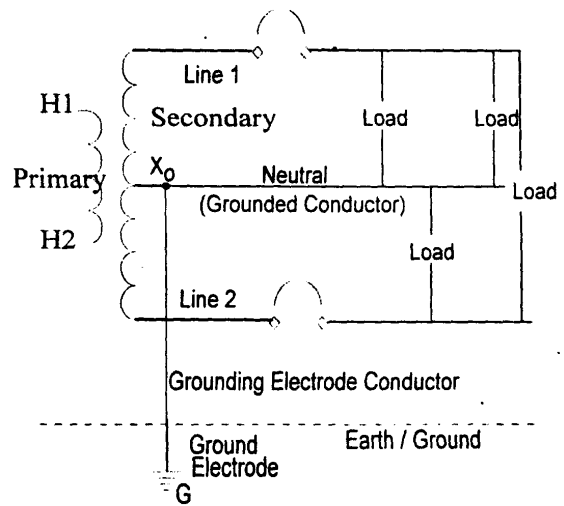 Line 1
H1
Secondary
Load
Load
X0
Neutral
Primary
(Grounded Conductor)
Load
H2
Load
Line 2
Grounding Electrode Conductor
Ground
Electrode
Earth / Ground
G